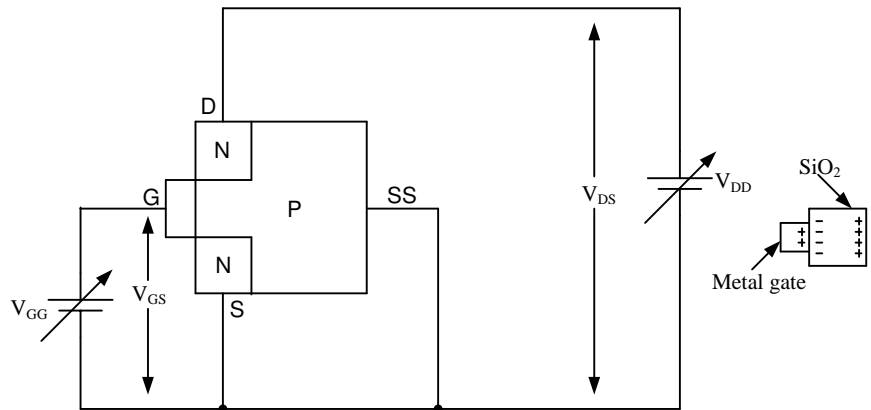 D
N
G
P
SS
N
S
V_GG
V_GS
V_DS
V_DD
SiO₂
- +
+ - +
+ - +
- +
Metal gate